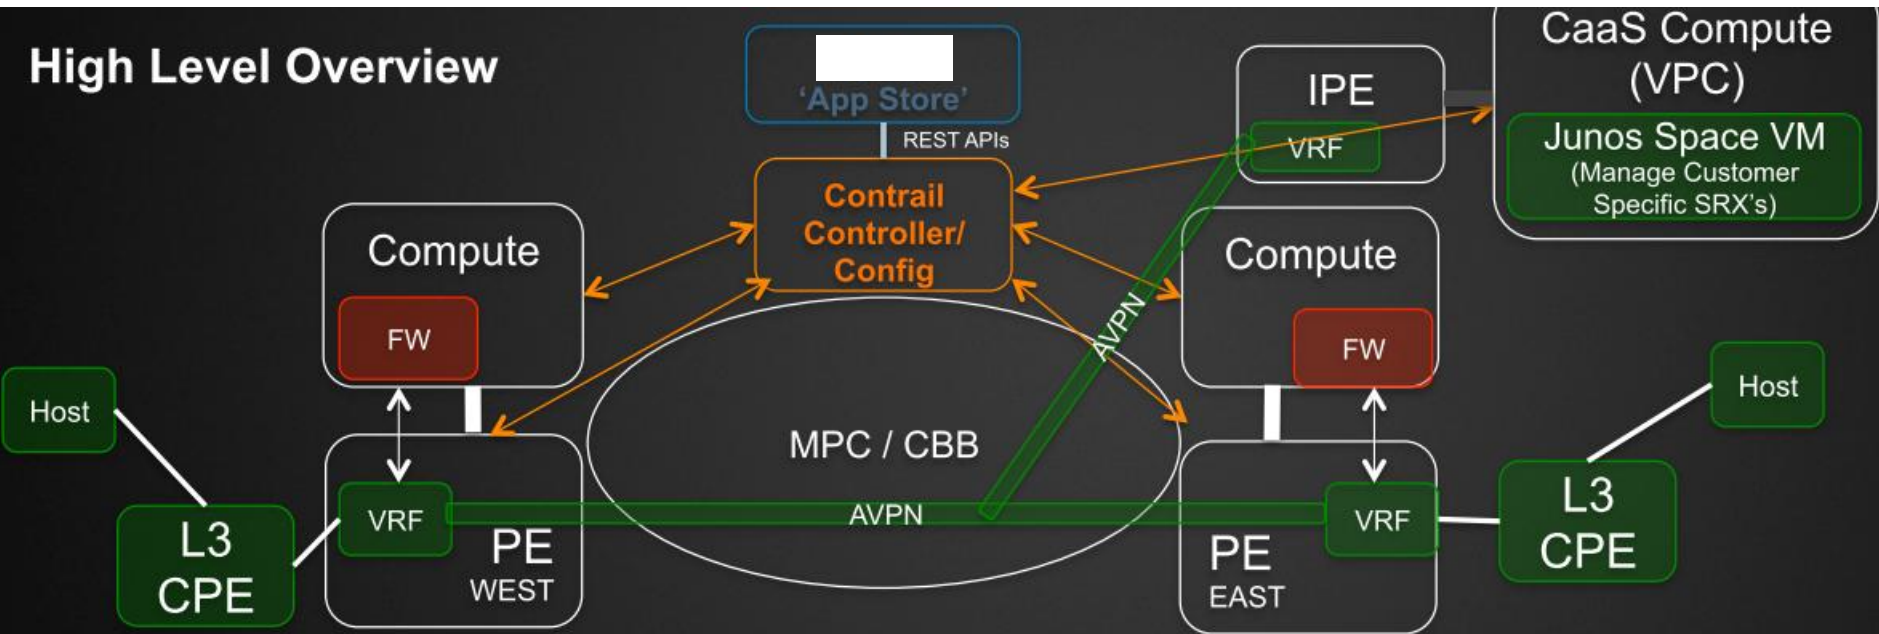 High Level Overview
'App Store'
REST APIs
Contrail
Controller/
Config
IPE
VRF
CaaS Compute
(VPC)
Junos Space VM
(Manage Customer
Specific SRX's)
Compute
FW
Compute
FW
AVPN
Host
Host
MPC / CBB
AVPN
VRF
PE
WEST
L3
CPE
VRF
PE
EAST
L3
CPE